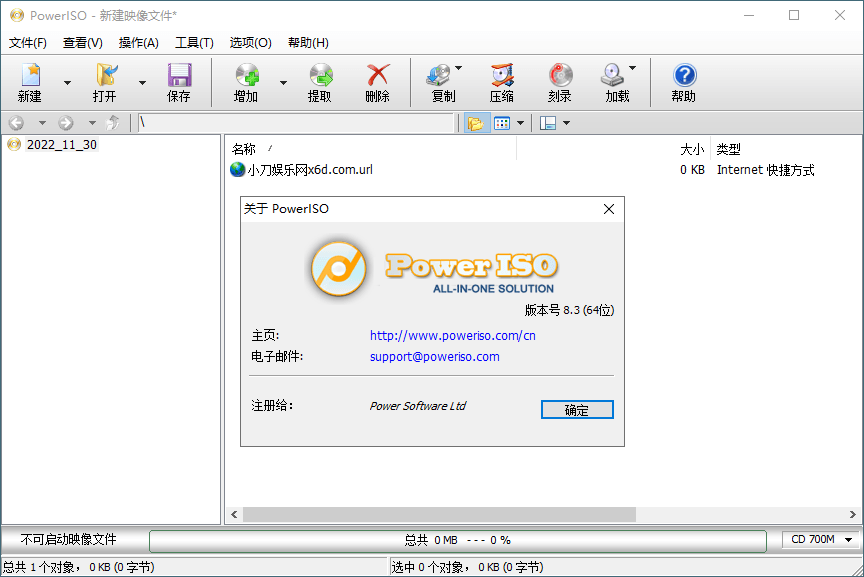 PowerISO - 新建映像文件*
文件(F) 查看(V) 操作(A) 工具(T) 选项(O) 帮助(H)
新建 打开 保存 增加 提取 删除 复制 压缩 刻录 加载 帮助
\
2022_11_30
名称 大小 类型
小刀娱乐网x6d.com.url 0 KB Internet 快捷方式
关于 PowerISO
Power ISO
ALL-IN-ONE SOLUTION
版本号 8.3 (64位)
主页: http://www.poweriso.com/cn
电子邮件: support@poweriso.com
注册给: Power Software Ltd
确定
不可启动映像文件 总共 0 MB --- 0 % CD 700M
总共 1 个对象，0 KB (0 字节) 选中 0 个对象，0 KB (0 字节)